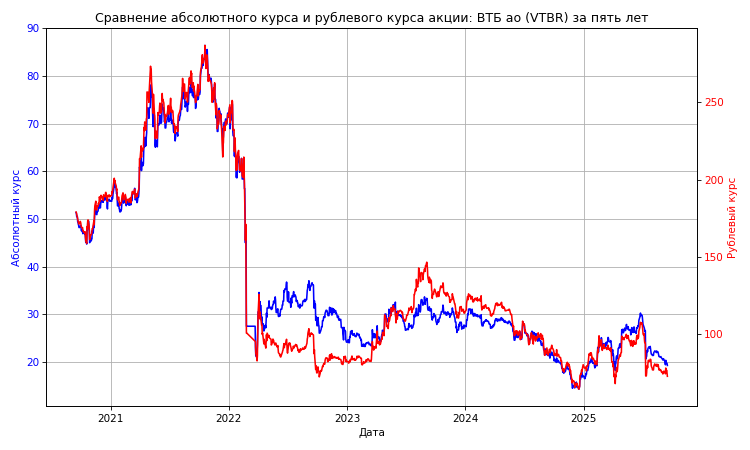 Сравнение абсолютного курса и рублевого курса акции: ВТБ ао (VTBR) за пять лет
90
80
70
60
50
40
30
20
Абсолютный курс
250
200
150
100
Рублевый курс
2021 2022 2023 2024 2025
Дата